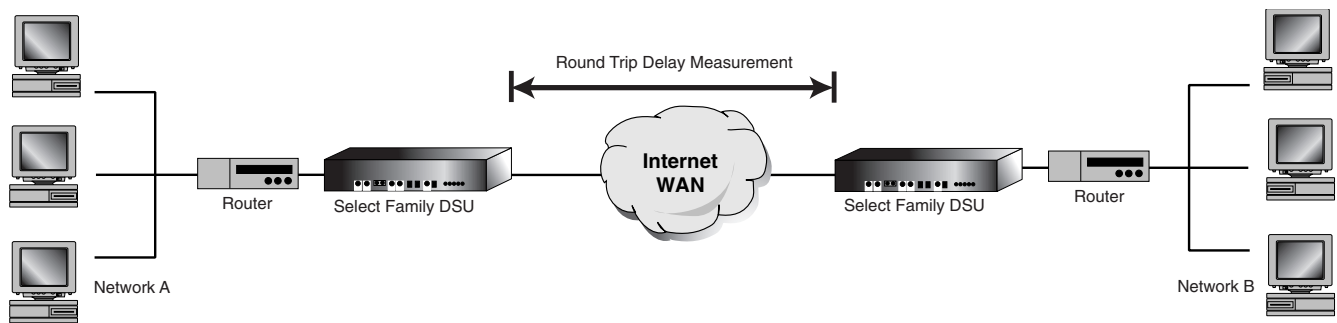 Round Trip Delay Measurement
Internet
WAN
Router
Select Family DSU
Select Family DSU
Router
Network A
Network B